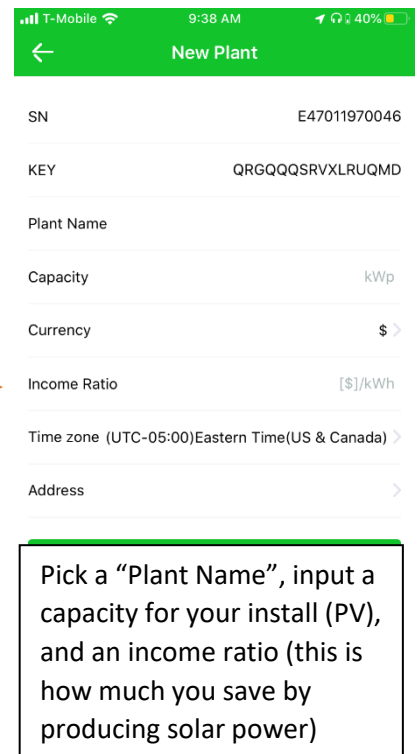 T-Mobile 9:38 AM 40%
New Plant
SN E47011970046
KEY QRGQQQSRVXLRUQMD
Plant Name
Capacity kWp
Currency $
Income Ratio [$]/kWh
Time zone (UTC-05:00)Eastern Time(US & Canada)
Address
Pick a “Plant Name”, input a
capacity for your install (PV),
and an income ratio (this is
how much you save by
producing solar power)